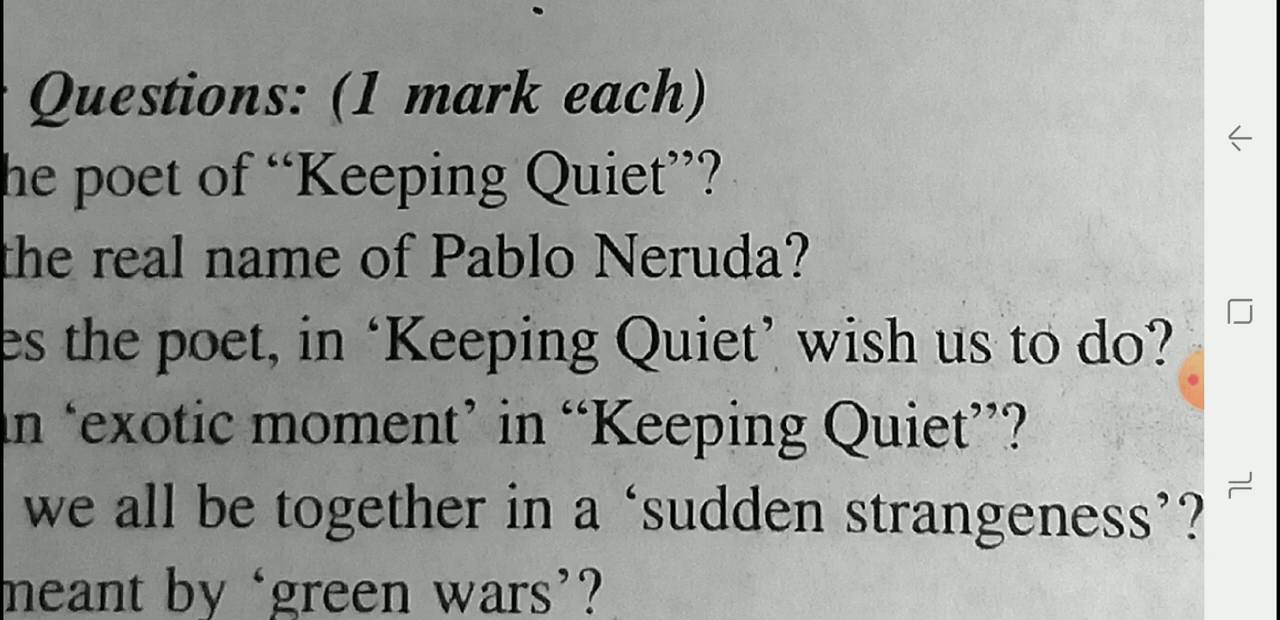 Questions: (1 mark each)
he poet of “Keeping Quiet”?
the real name of Pablo Neruda?
es the poet, in ‘Keeping Quiet’ wish us to do?
in ‘exotic moment’ in “Keeping Quiet”?
we all be together in a ‘sudden strangeness’?
meant by ‘green wars’?